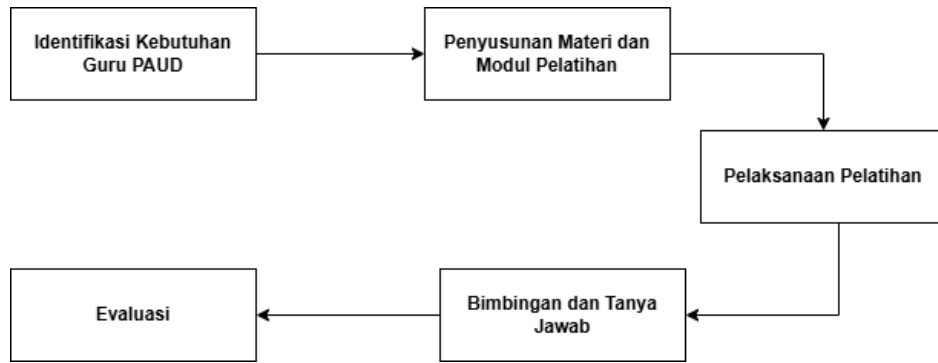 Identifikasi Kebutuhan
Guru PAUD
Penyusunan Materi dan
Modul Pelatihan
Pelaksanaan Pelatihan
Bimbingan dan Tanya
Jawab
Evaluasi